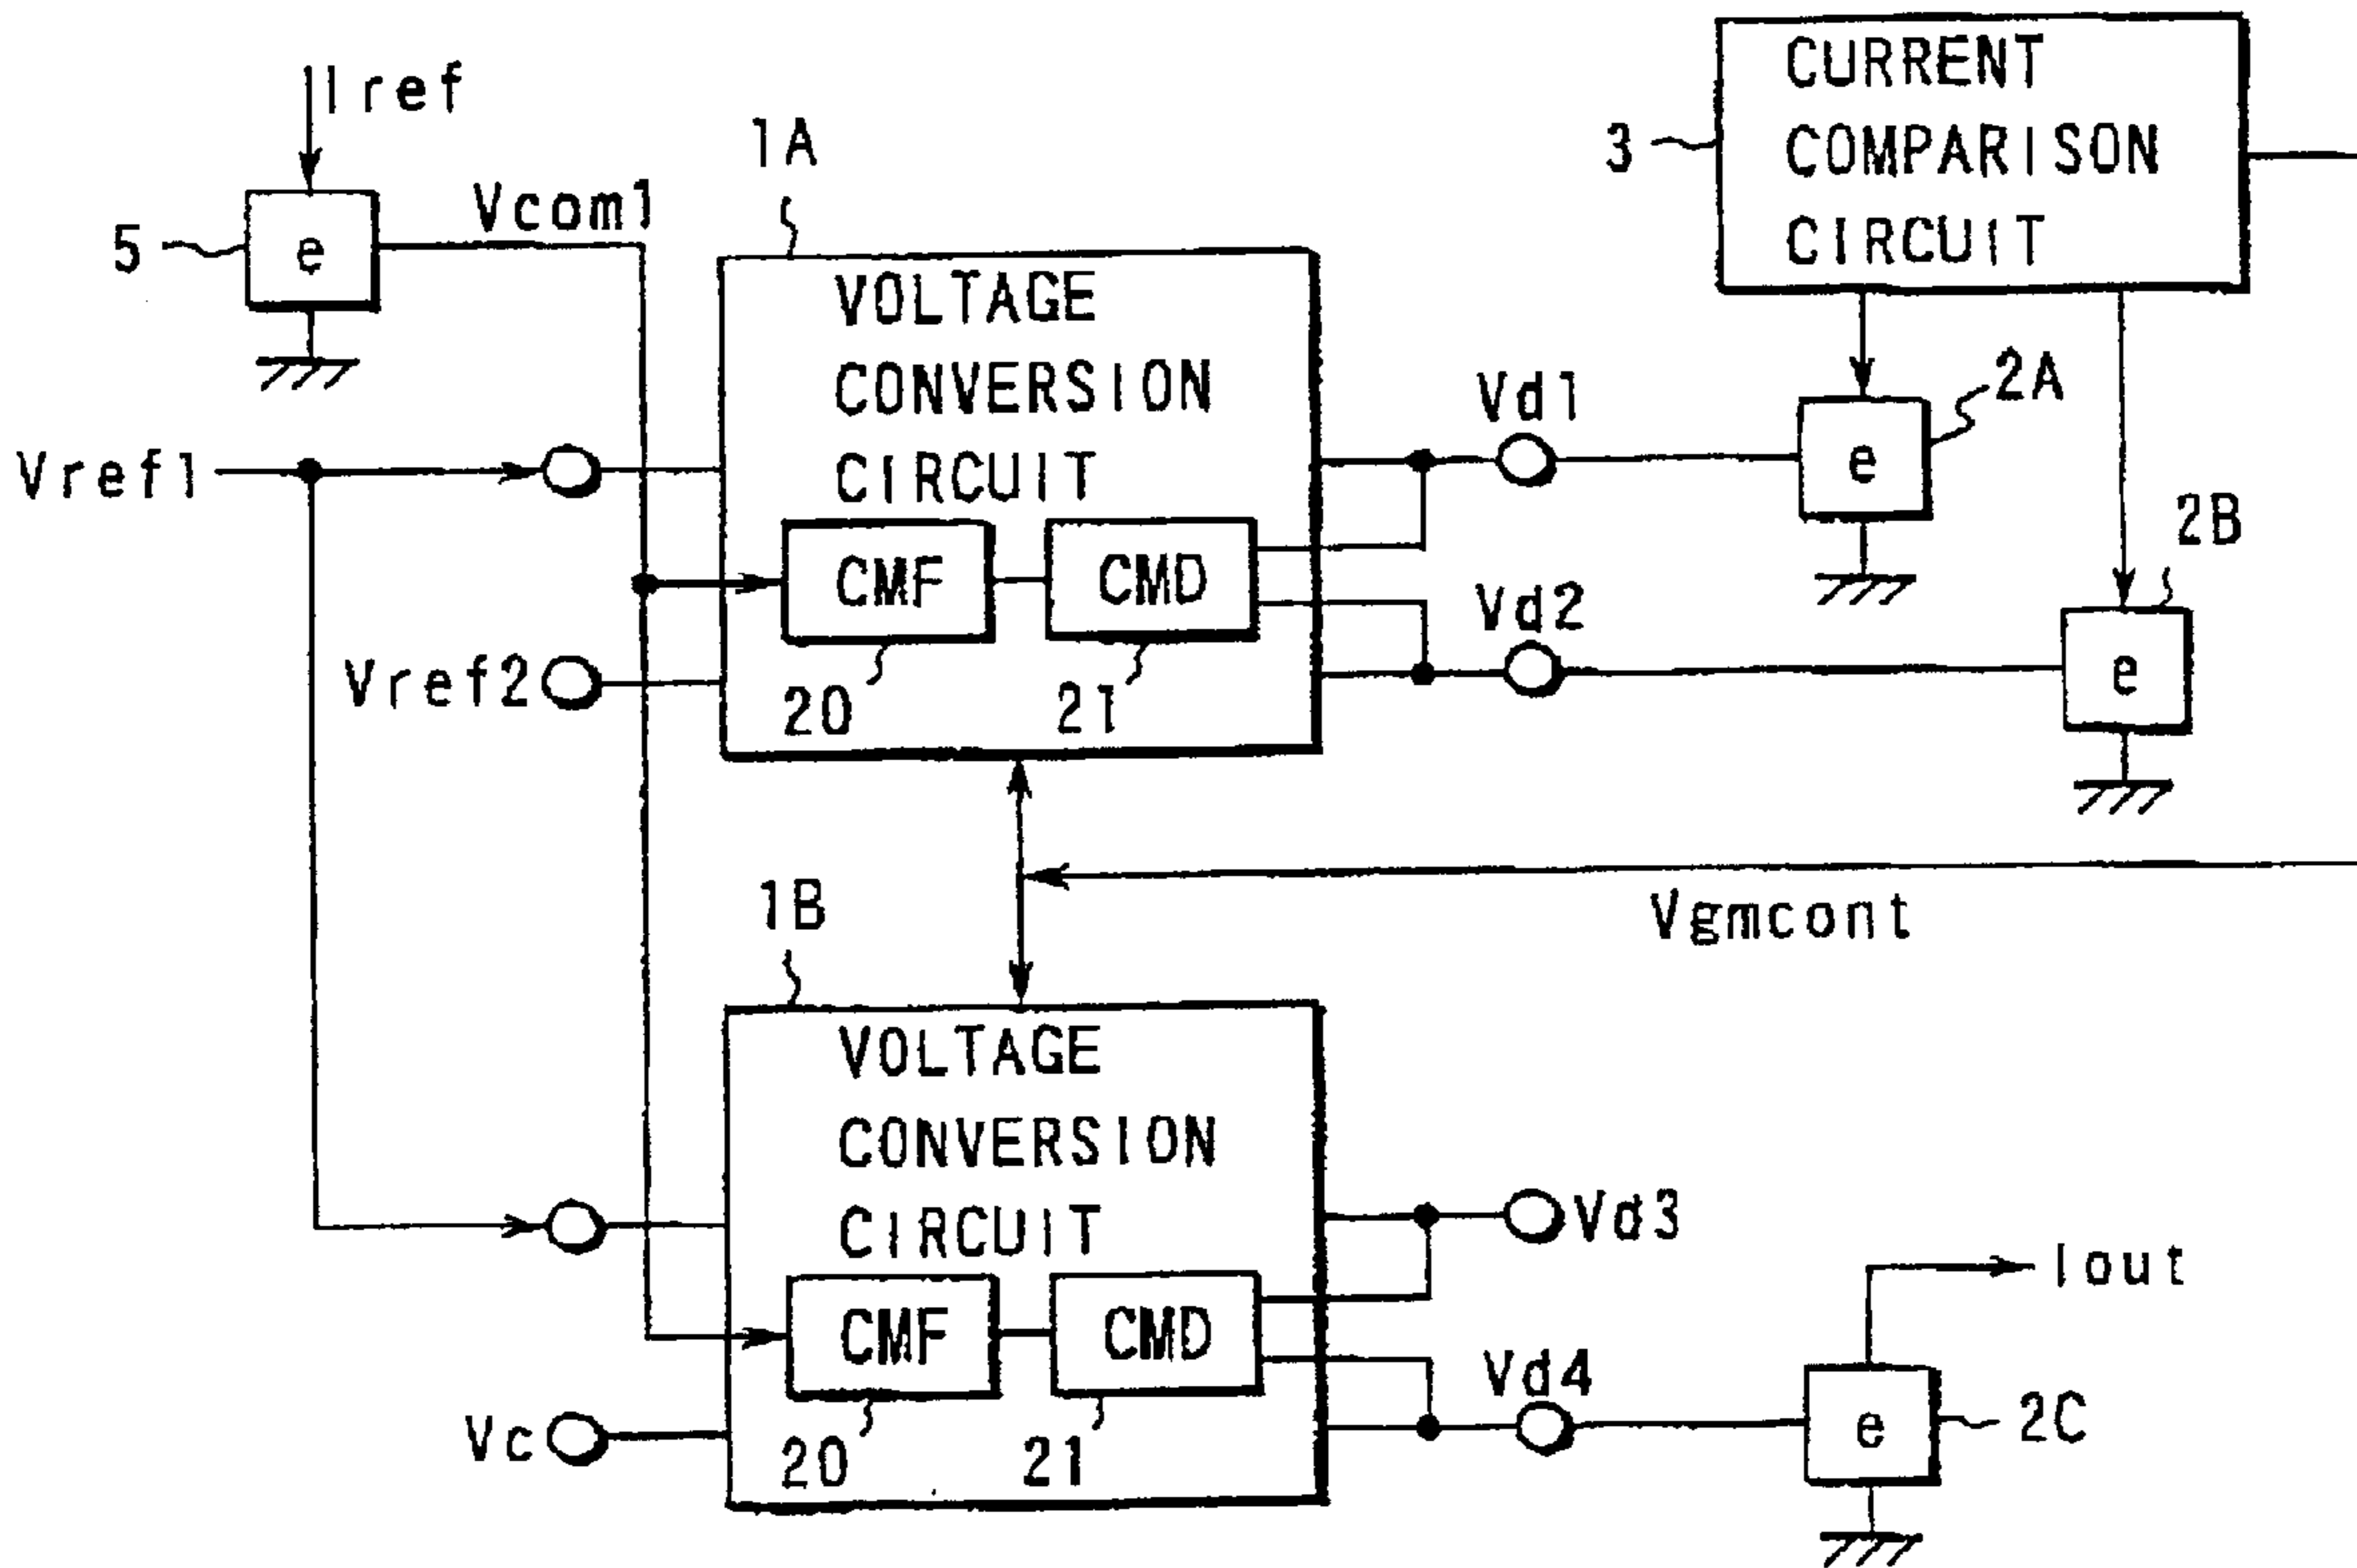 Iref
5
e
Vcom1
1A
VOLTAGE
CONVERSION
CIRCUIT
CMF
CMD
20
21
Vref1
Vref2
Vd1
Vd2
3
CURRENT
COMPARISON
CIRCUIT
2A
e
2B
e
Vgmcont
1B
VOLTAGE
CONVERSION
CIRCUIT
CMF
CMD
20
21
Vc
Vd3
Vd4
Iout
e
2C